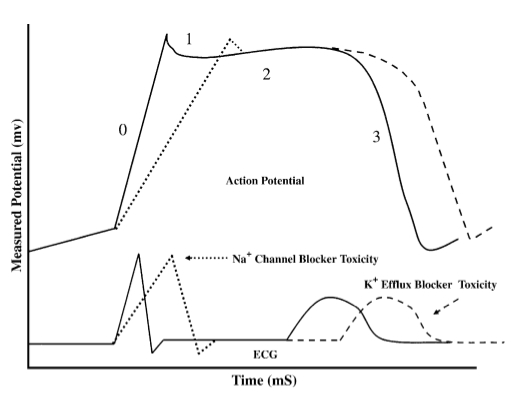 1
2
0
3
Measured Potential (mv)
Action Potential
Na+ Channel Blocker Toxicity
K+ Efflux Blocker Toxicity
ECG
Time (mS)